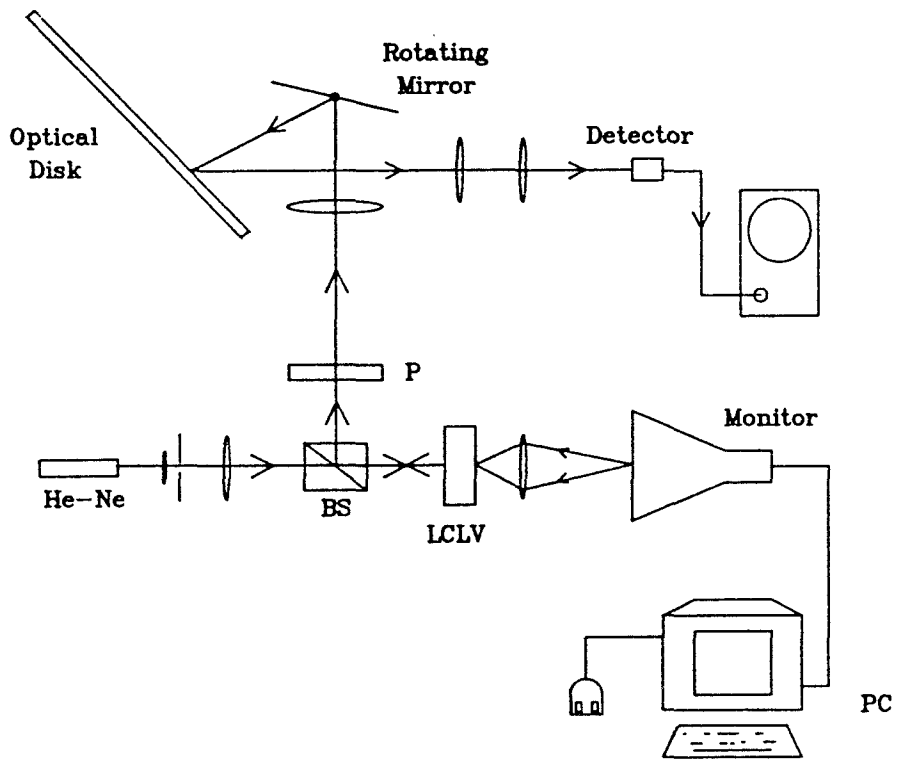 Rotating
Mirror
Optical
Disk
Detector
P
Monitor
He-Ne
BS
LCLV
PC